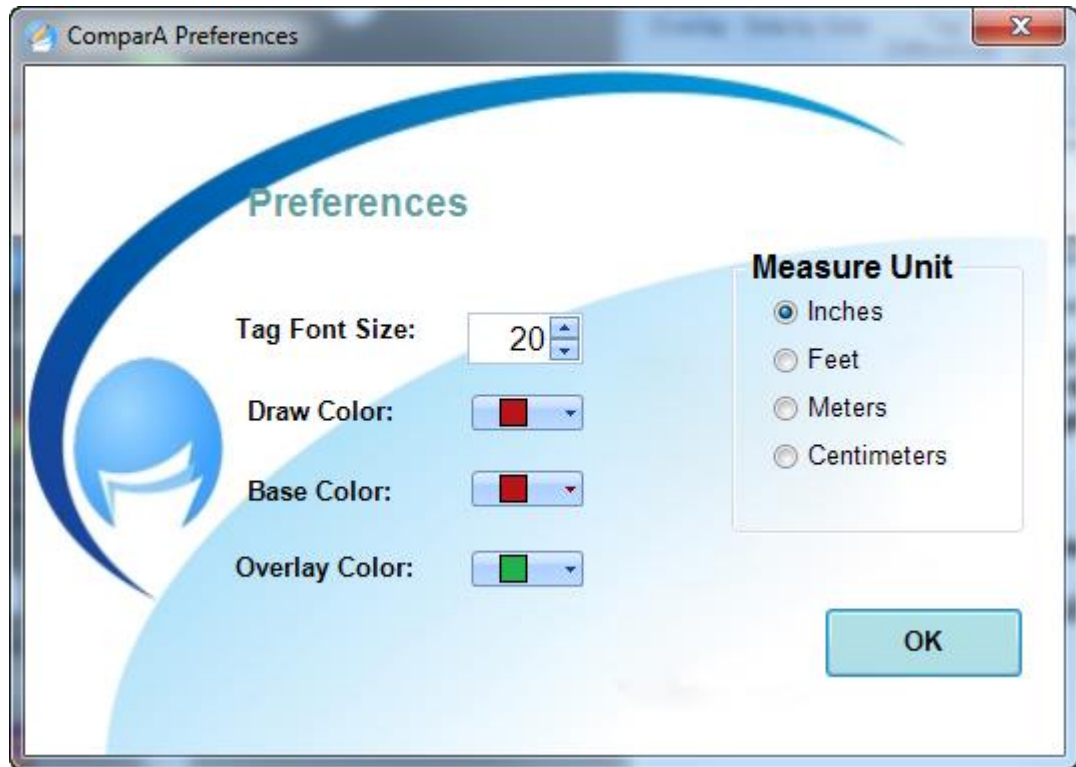 ComparA Preferences
Preferences
Tag Font Size:
20
Draw Color:
Base Color:
Overlay Color:
Measure Unit
Inches
Feet
Meters
Centimeters
OK